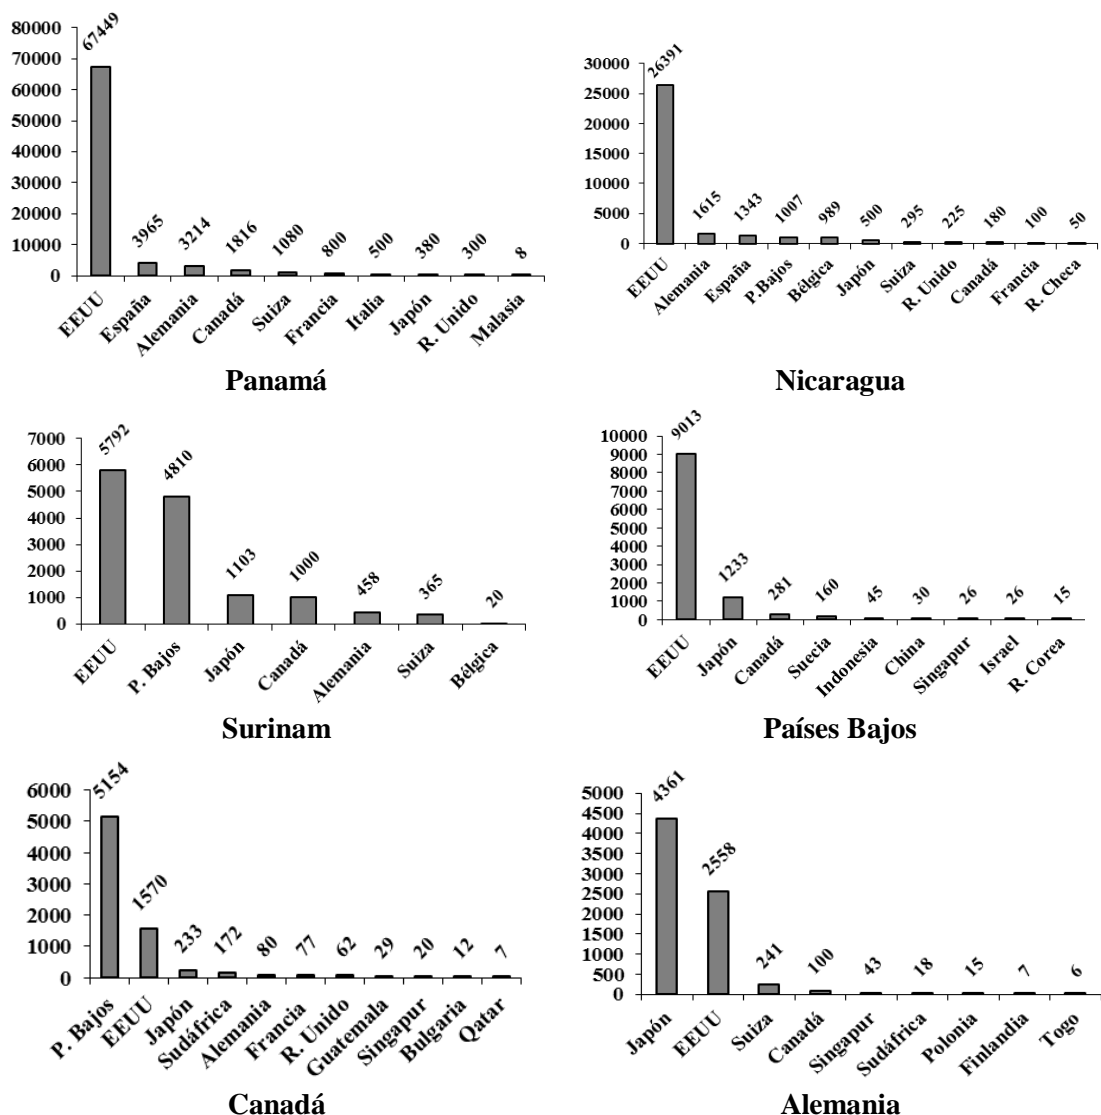 80000
70000
60000
50000
40000
30000
20000
10000
0
67449
3965
3214
1816
1080
800
500
380
300
8
EEUU
España
Alemania
Canadá
Suiza
Francia
Italia
Japón
R. Unido
Malasia
Panamá
30000
25000
20000
15000
10000
5000
0
26391
1615
1343
1007
989
500
295
225
180
100
50
EEUU
Alemania
España
P.Bajos
Bélgica
Japón
Suiza
R. Unido
Canadá
Francia
R. Checa
Nicaragua
7000
6000
5000
4000
3000
2000
1000
0
5792
4810
1103
1000
458
365
20
EEUU
P. Bajos
Japón
Canadá
Alemania
Suiza
Bélgica
Surinam
10000
9000
8000
7000
6000
5000
4000
3000
2000
1000
0
9013
1233
281
160
45
30
26
26
15
EEUU
Japón
Canadá
Suecia
Indonesia
China
Singapur
Israel
R. Corea
Países Bajos
6000
5000
4000
3000
2000
1000
0
5154
1570
233
172
80
77
62
29
20
12
7
P. Bajos
EEUU
Japón
Sudáfrica
Alemania
Francia
R. Unido
Guatemala
Singapur
Bulgaria
Qatar
Canadá
5000
4500
4000
3500
3000
2500
2000
1500
1000
500
0
4361
2558
241
100
43
18
15
7
6
Japón
EEUU
Suiza
Canadá
Singapur
Sudáfrica
Polonia
Finlandia
Togo
Alemania